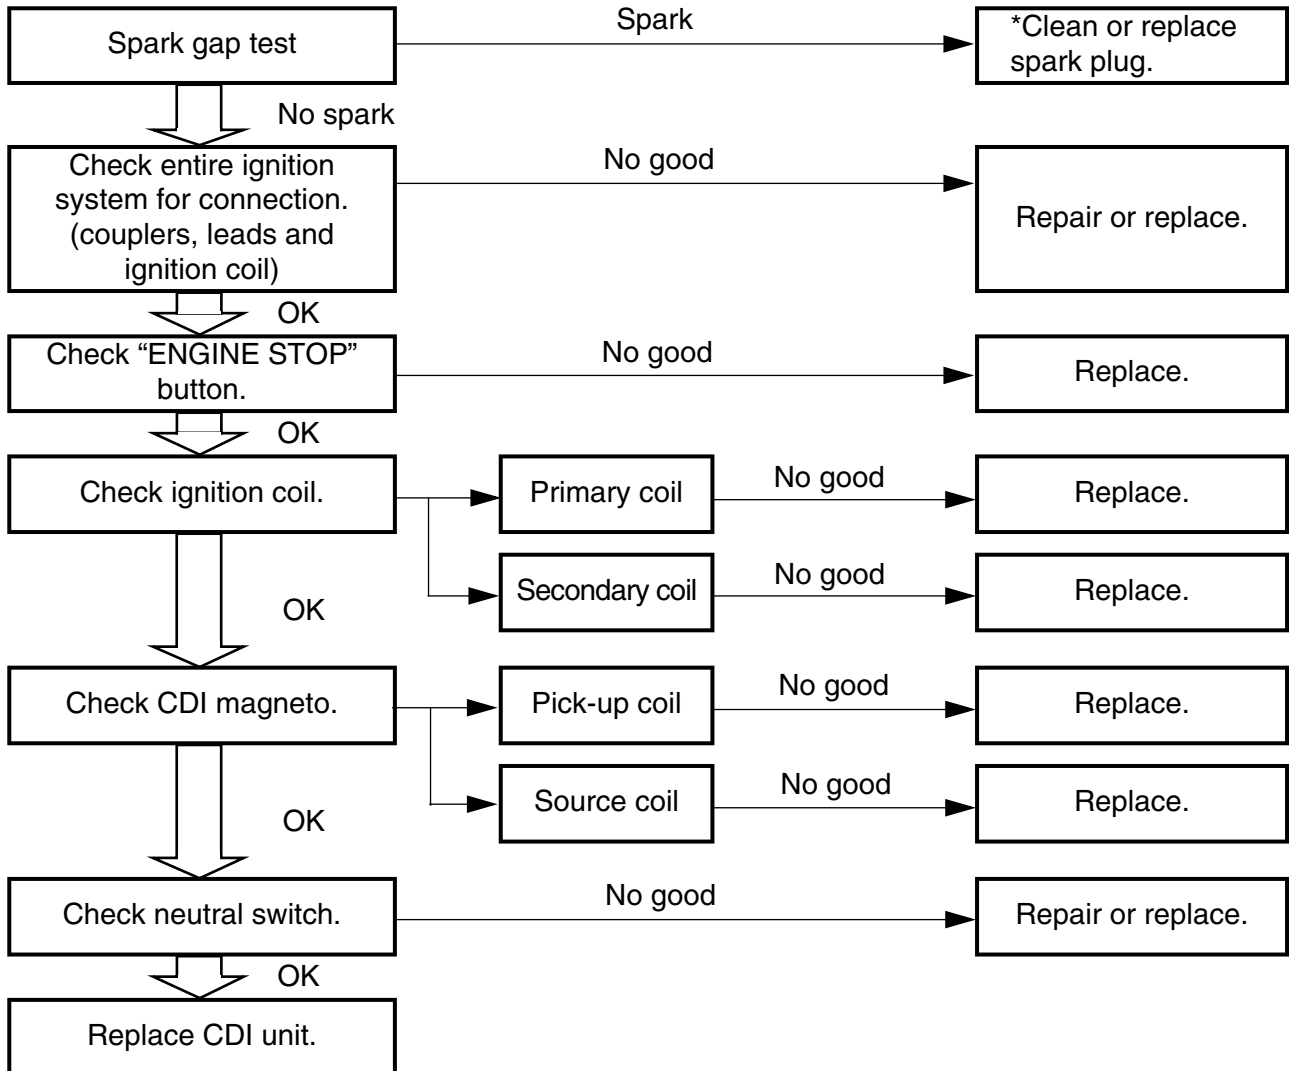 Spark gap test
Spark
*Clean or replace
spark plug.
No spark
Check entire ignition
system for connection.
(couplers, leads and
ignition coil)
No good
Repair or replace.
OK
Check “ENGINE STOP”
button.
No good
Replace.
OK
Check ignition coil.
Primary coil
No good
Replace.
Secondary coil
No good
Replace.
OK
Check CDI magneto.
Pick-up coil
No good
Replace.
Source coil
No good
Replace.
OK
Check neutral switch.
No good
Repair or replace.
OK
Replace CDI unit.